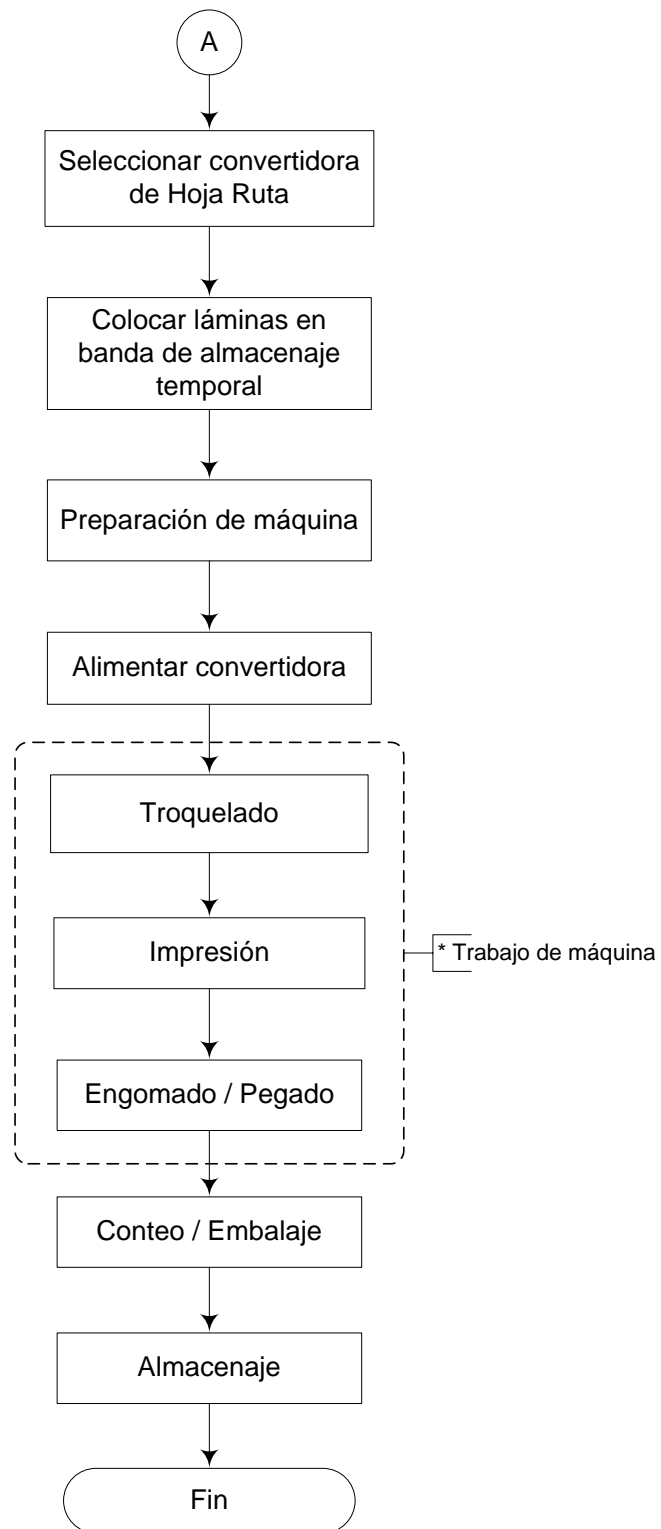 A
Seleccionar convertidora
de Hoja Ruta
Colocar láminas en
banda de almacenaje
temporal
Preparación de máquina
Alimentar convertidora
Troquelado
Impresión
* Trabajo de máquina
Engomado / Pegado
Conteo / Embalaje
Almacenaje
Fin